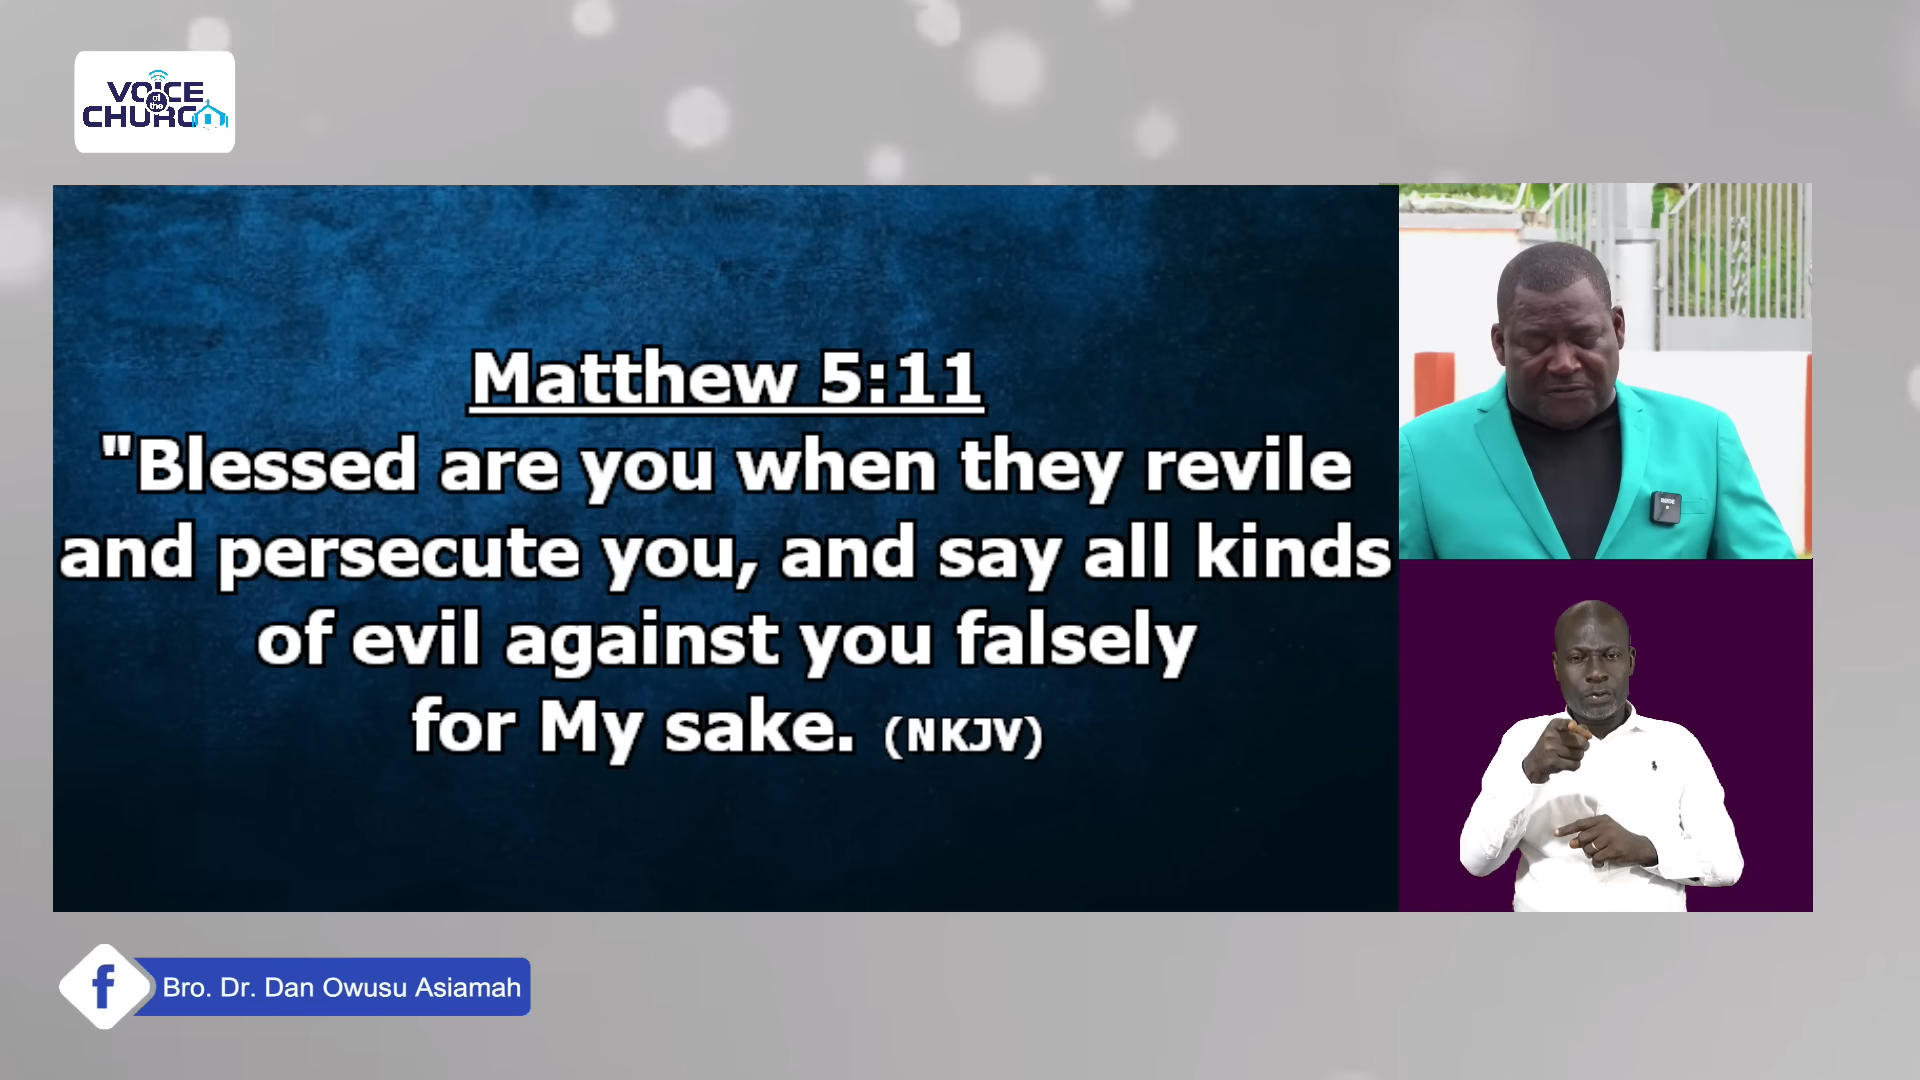 VOICE
of the
CHURCH
Matthew 5:11
"Blessed are you when they revile
and persecute you, and say all kinds
of evil against you falsely
for My sake. (NKJV)
f Bro. Dr. Dan Owusu Asiamah